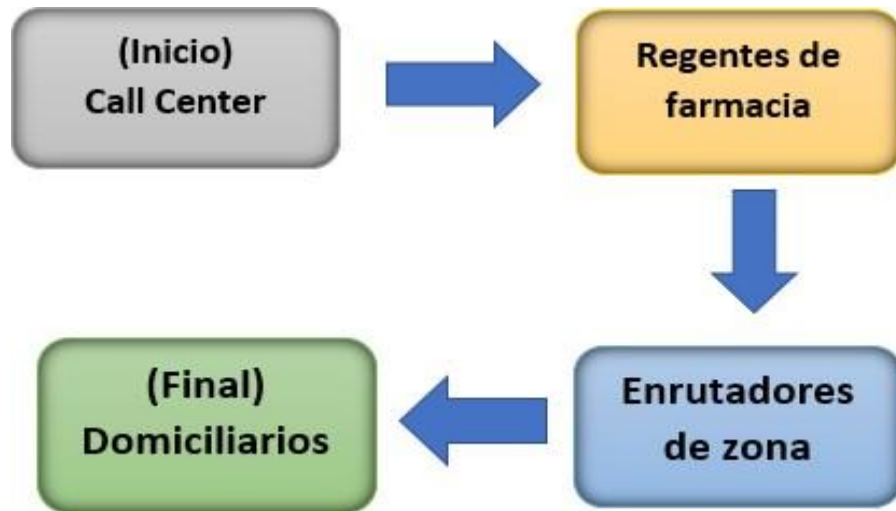 (Inicio)
Call Center
Regentes de
farmacia
Enrutadores
de zona
(Final)
Domiciliarios